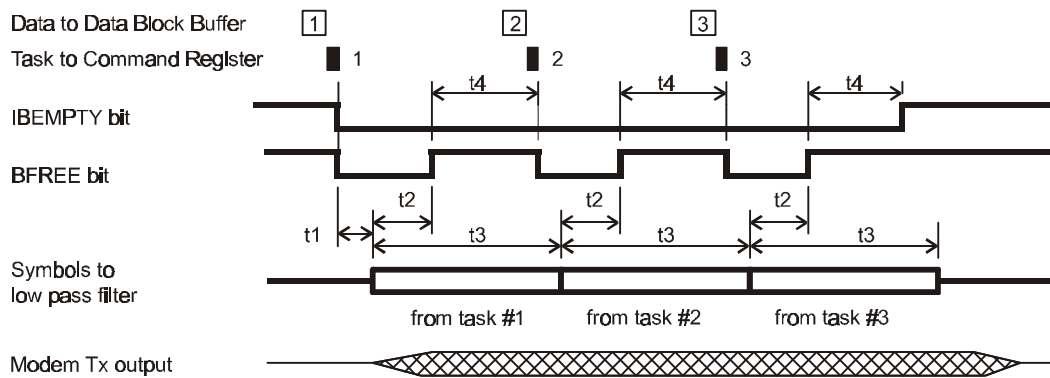 Data to Data Block Buffer 1 2 3
Task to Command Register 1 2 3
t4 t4 t4
IBEMPTY bit
BFREE bit
t2 t2 t2
t1 t3 t3 t3
Symbols to
low pass filter
from task #1 from task #2 from task #3
Modem Tx output